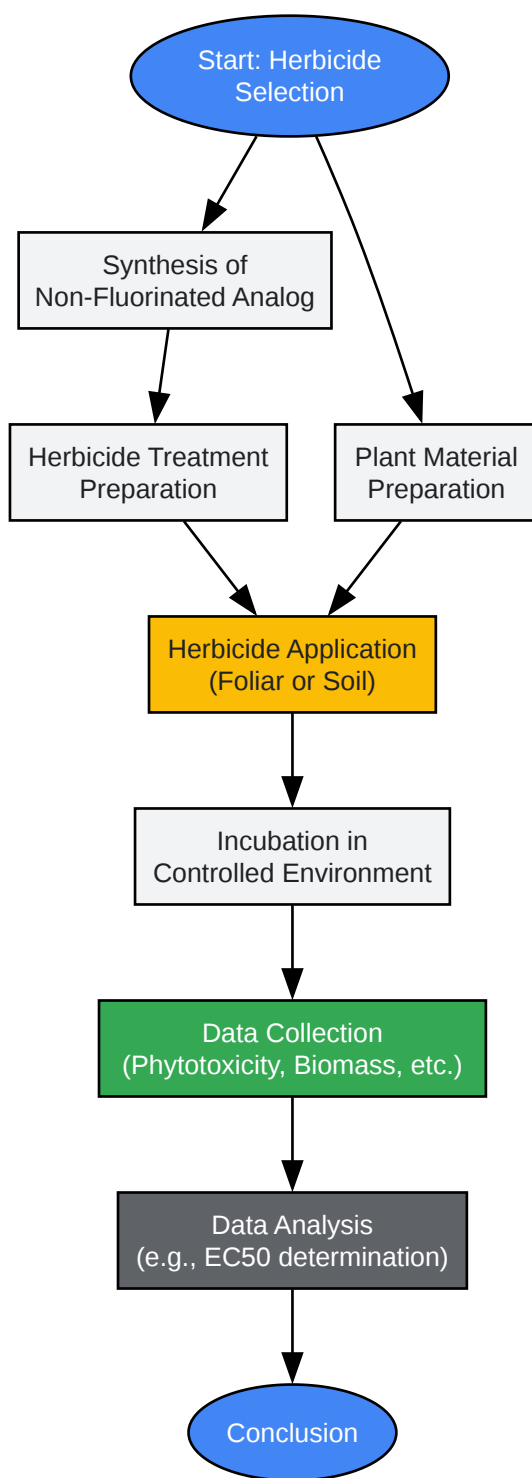 Start: Herbicide
Selection
Synthesis of
Non-Fluorinated Analog
Herbicide Treatment
Preparation
Plant Material
Preparation
Herbicide Application
(Foliar or Soil)
Incubation in
Controlled Environment
Data Collection
(Phytotoxicity, Biomass, etc.)
Data Analysis
(e.g., EC50 determination)
Conclusion